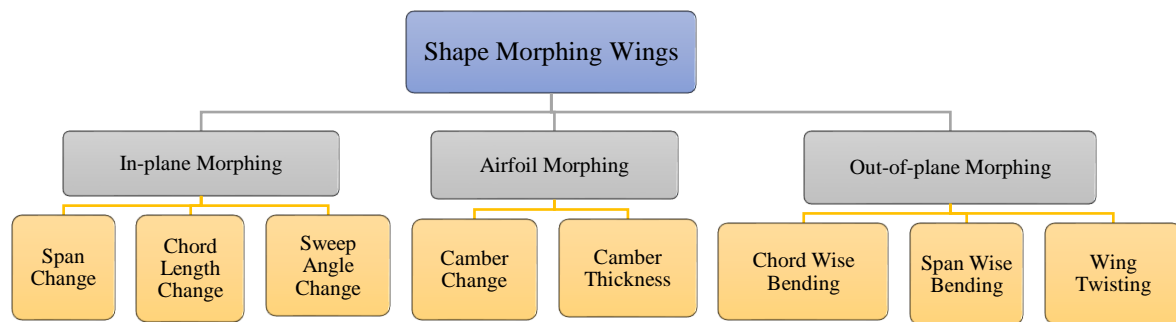 Shape Morphing Wings
In-plane Morphing
Airfoil Morphing
Out-of-plane Morphing
Span
Change
Chord
Length
Change
Sweep
Angle
Change
Camber
Change
Camber
Thickness
Chord Wise
Bending
Span Wise
Bending
Wing
Twisting